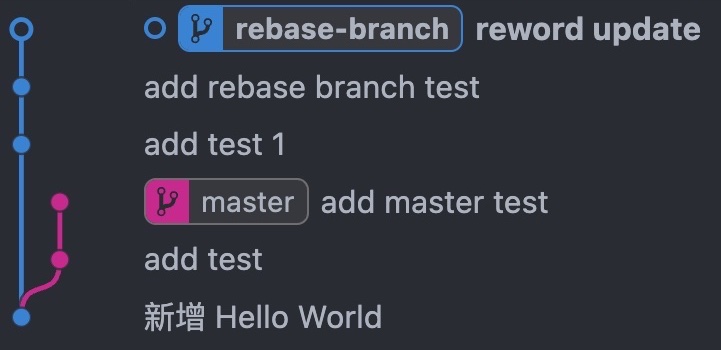 rebase-branch reword update
add rebase branch test
add test 1
master add master test
add test
新增 Hello World